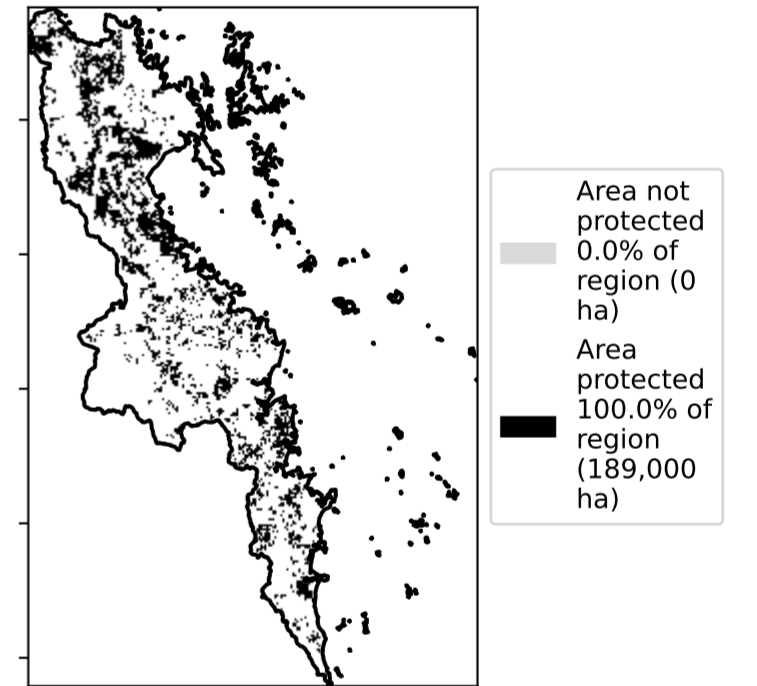 Area not
protected
0.0% of
region (0
ha)
Area
protected
100.0% of
region
(189,000
ha)